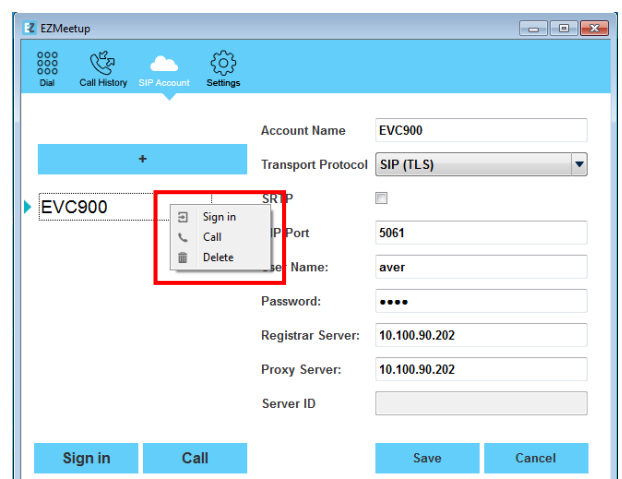 EZ EZMeetup
Dial Call History SIP Account Settings
Account Name EVC900
+
Transport Protocol SIP (TLS)
EVC900
SRTP
Sign in
Call
Delete
Port 5061
Name: aver
Password: ••••
Registrar Server: 10.100.90.202
Proxy Server: 10.100.90.202
Server ID
Sign in Call Save Cancel